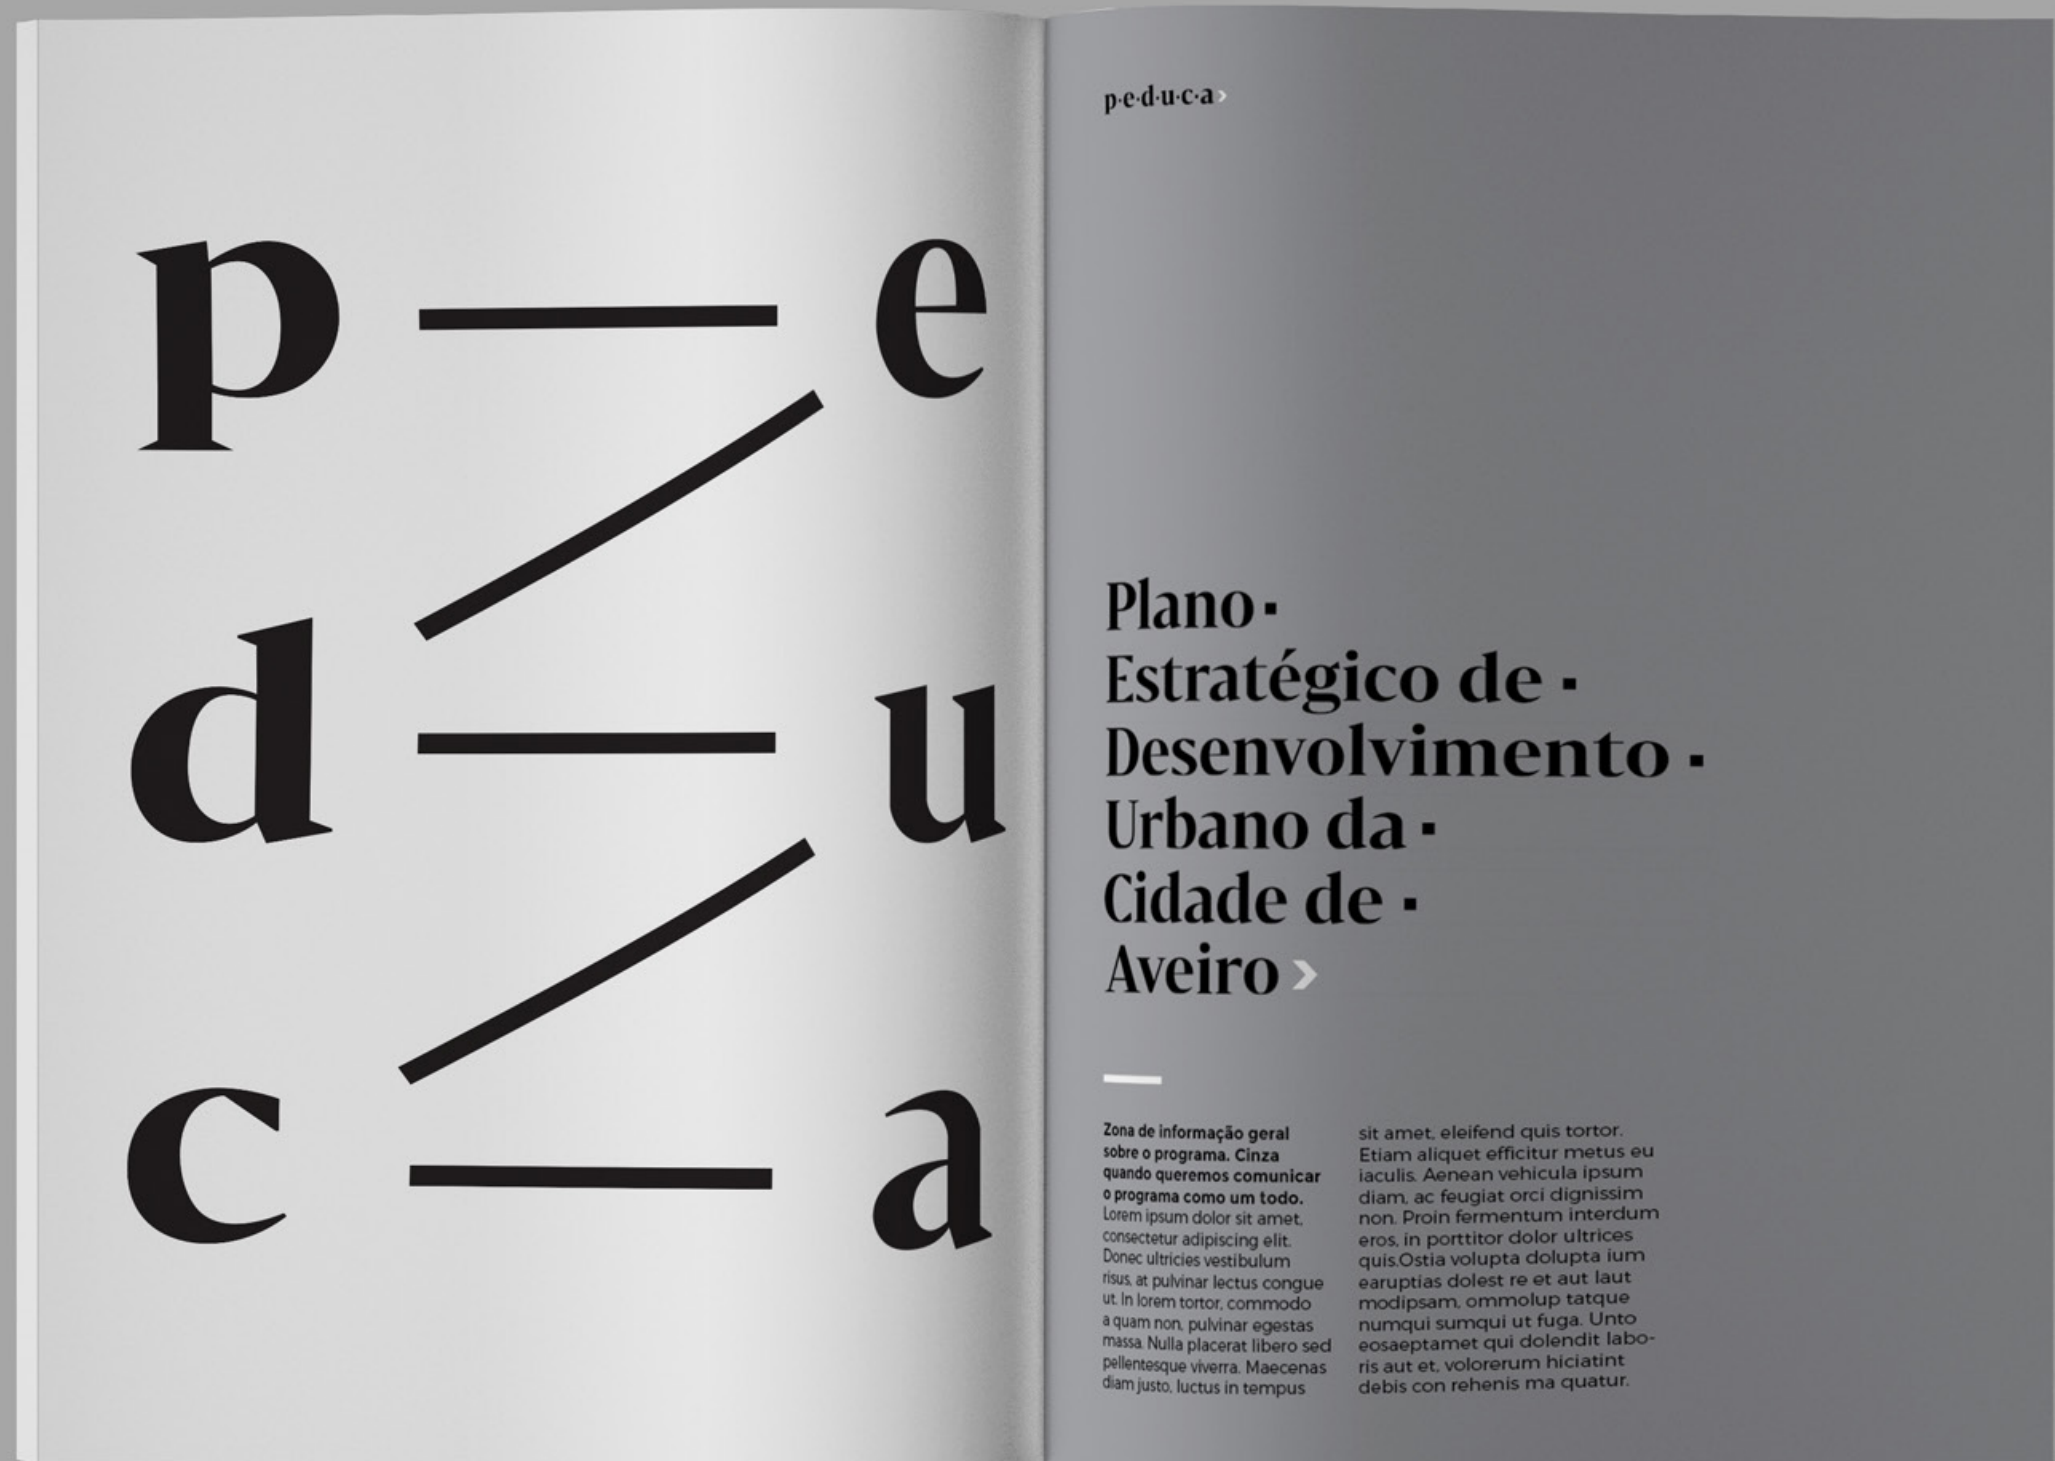 p e
d u
c a
p·e·d·u·c·a›
Plano ▪
Estratégico de ▪
Desenvolvimento ▪
Urbano da ▪
Cidade de ▪
Aveiro ›
Zona de informação geral
sobre o programa. Cinza
quando queremos comunicar
o programa como um todo.
Lorem ipsum dolor sit amet,
consectetur adipiscing elit.
Donec ultricies vestibulum
risus, at pulvinar lectus congue
ut. In lorem tortor, commodo
a quam non, pulvinar egestas
massa. Nulla placerat libero sed
pellentesque viverra. Maecenas
diam justo, luctus in tempus
sit amet, eleifend quis tortor.
Etiam aliquet efficitur metus eu
iaculis. Aenean vehicula ipsum
diam, ac feugiat orci dignissim
non. Proin fermentum interdum
eros, in porttitor dolor ultrices
quis.Ostia volupta dolupta ium
earuptias dolest re et aut laut
modipsam, ommolup tatque
numqui sumqui ut fuga. Unto
eosaeptamet qui dolendit labo-
ris aut et, volorerum hiciatint
debis con rehenis ma quatur.